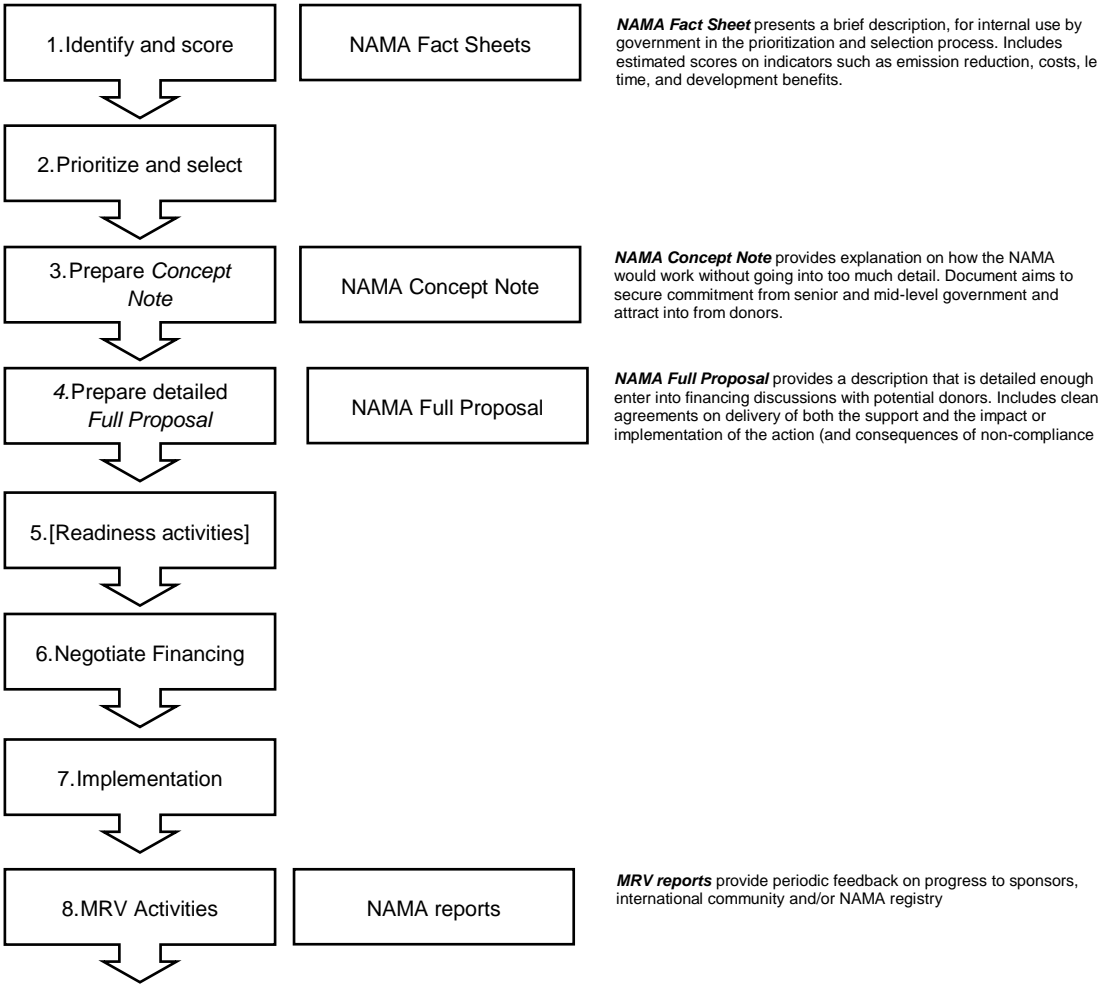 1.Identify and score
NAMA Fact Sheets
NAMA Fact Sheet presents a brief description, for internal use by
government in the prioritization and selection process. Includes
estimated scores on indicators such as emission reduction, costs, le
time, and development benefits.
2.Prioritize and select
3.Prepare Concept
Note
NAMA Concept Note
NAMA Concept Note provides explanation on how the NAMA
would work without going into too much detail. Document aims to
secure commitment from senior and mid-level government and
attract into from donors.
4.Prepare detailed
Full Proposal
NAMA Full Proposal
NAMA Full Proposal provides a description that is detailed enough
enter into financing discussions with potential donors. Includes clean
agreements on delivery of both the support and the impact or
implementation of the action (and consequences of non-compliance
5.[Readiness activities]
6.Negotiate Financing
7.Implementation
8.MRV Activities
NAMA reports
MRV reports provide periodic feedback on progress to sponsors,
international community and/or NAMA registry